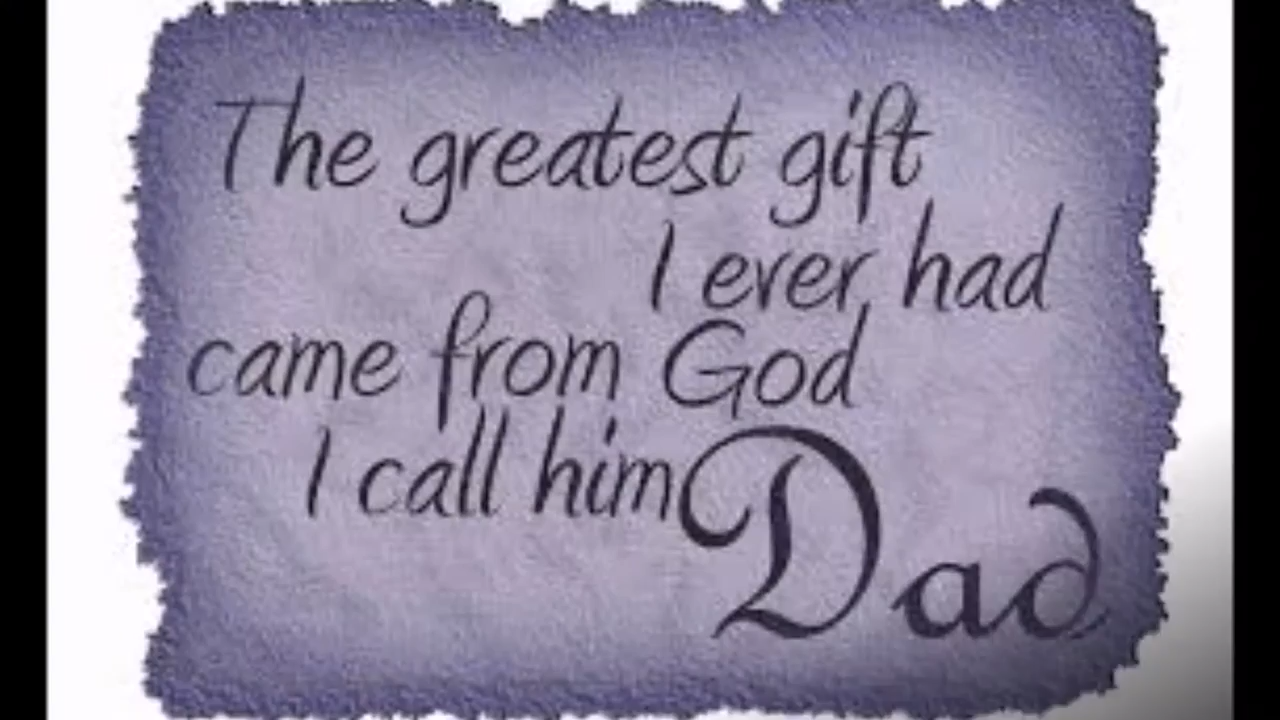 The greatest gift
I ever had
came from God
I call him Dad